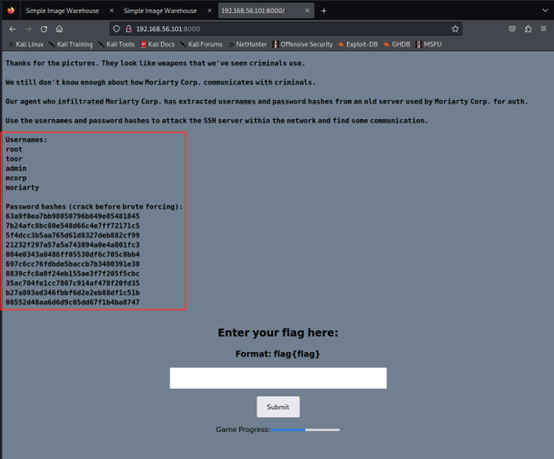 Simple Image Warehouse
Simple Image Warehouse
192.168.56.101:8000/
192.168.56.101:8000
Kali Linux
Kali Training
Kali Tools
Kali Docs
Kali Forums
NetHunter
Offensive Security
Exploit-DB
GHDB
MSFU
Thanks for the pictures. They look like weapons that we've seen criminals use.
We still don't know enough about how Moriarty Corp. communicates with criminals.
Our agent who infiltrated Moriarty Corp. has extracted usernames and password hashes from an old server used by Moriarty Corp. for auth.
Use the usernames and password hashes to attack the SSH server within the network and find some communication.
Usernames:
root
toor
admin
mcorp
moriarty
Password hashes (crack before brute forcing):
63a9f0ea7bb98050796b649e85481845
7b24afc8bc80e548d66c4e7ff72171c5
5f4dcc3b5aa765d61d8327deb882cf99
21232f297a57a5a743894a0e4a801fc3
084e0343a0486ff05530df6c705c8bb4
697c6cc76fdbde5baccb7b3400391e30
8839cfc8a0f24eb155ae3f7f205f5cbc
35ac704fe1cc7807c914af478f20fd35
b27a803ed346fbbf6d2e2eb88df1c51b
08552d48aa6d6d9c05dd67f1b4ba8747
Enter your flag here:
Format: flag{flag}
Submit
Game Progress: